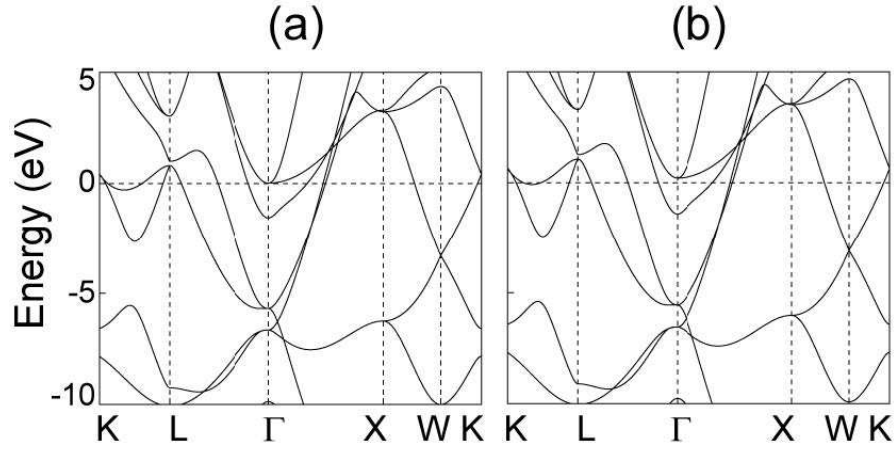 (a) (b)
Energy (eV)
5
0
-5
-10
K L Γ X W K K L Γ X W K